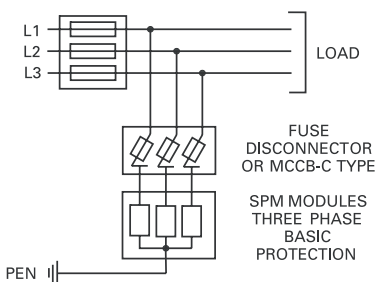 L1
L2
L3
LOAD
FUSE
DISCONNECTOR
OR MCCB-C TYPE
SPM MODULES
THREE PHASE
BASIC
PROTECTION
PEN